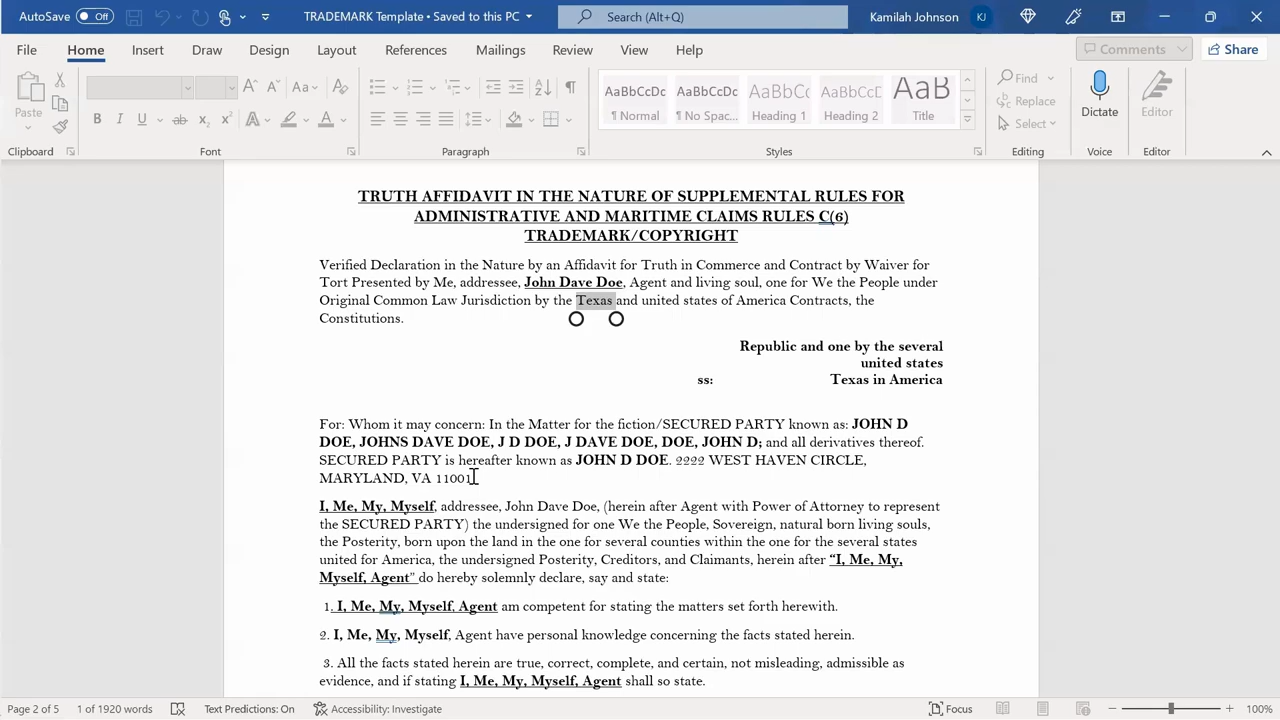 AutoSave Off TRADEMARK Template • Saved to this PC Search (Alt+Q) Kamilah Johnson KJ
File Home Insert Draw Design Layout References Mailings Review View Help Comments Share
Paste
Aa
AaBbCcDc AaBbCcDc AaBbCc AaBbCcD AaB
¶ Normal ¶ No Spac... Heading Heading 2 Title
Find
Replace
Select
Dictate Editor
Clipboard Font Paragraph Styles Editing Voice Editor
TRUTH AFFIDAVIT IN THE NATURE OF SUPPLEMENTAL RULES FOR
ADMINISTRATIVE AND MARITIME CLAIMS RULES C(6)
TRADEMARK/COPYRIGHT
Verified Declaration in the Nature by an Affidavit for Truth in Commerce and Contract by Waiver for
Tort Presented by Me, addressee, John Dave Doe, Agent and living soul, one for We the People under
Original Common Law Jurisdiction by the Texas and united states of America Contracts, the
Constitutions.
Republic and one by the several
united states
ss: Texas in America
For: Whom it may concern: In the Matter for the fiction/SECURED PARTY known as: JOHN D
DOE, JOHNS DAVE DOE, J D DOE, J DAVE DOE, DOE, JOHN D; and all derivatives thereof.
SECURED PARTY is hereafter known as JOHN D DOE. 2222 WEST HAVEN CIRCLE,
MARYLAND, VA 11001
I, Me, My, Myself, addressee, John Dave Doe, (herein after Agent with Power of Attorney to represent
the SECURED PARTY) the undersigned for one We the People, Sovereign, natural born living souls,
the Posterity, born upon the land in the one for several counties within the one for the several states
united for America, the undersigned Posterity, Creditors, and Claimants, herein after “I, Me, My,
Myself, Agent” do hereby solemnly declare, say and state:
1. I, Me, My, Myself, Agent am competent for stating the matters set forth herewith.
2. I, Me, My, Myself, Agent have personal knowledge concerning the facts stated herein.
3. All the facts stated herein are true, correct, complete, and certain, not misleading, admissible as
evidence, and if stating I, Me, My, Myself, Agent shall so state.
Page 2 of 5 1 of 1920 words Text Predictions: On Accessibility: Investigate Focus 100%